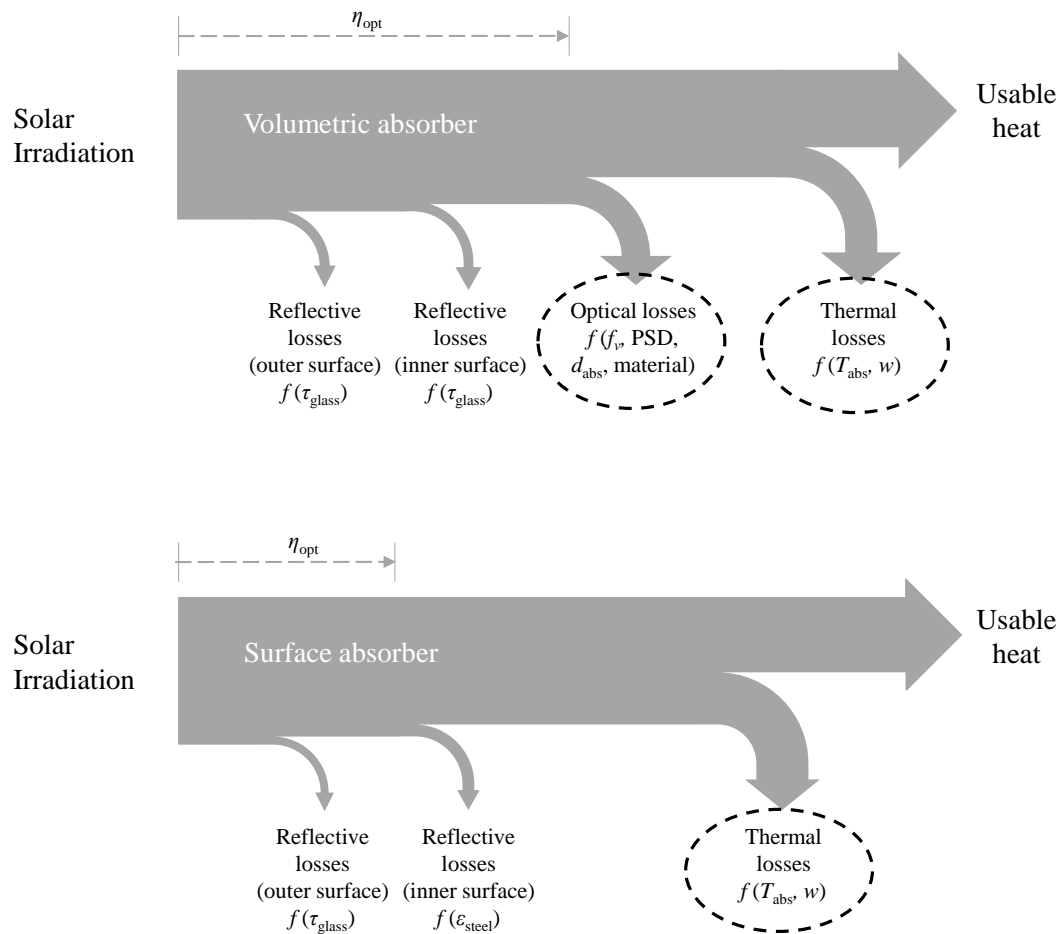 η_opt
Solar
Irradiation
Volumetric absorber
Usable
heat
Reflective
losses
(outer surface)
f(τ_glass)
Reflective
losses
(inner surface)
f(τ_glass)
Optical losses
f(f_v, PSD,
d_abs, material)
Thermal
losses
f(T_abs, w)
η_opt
Solar
Irradiation
Surface absorber
Usable
heat
Reflective
losses
(outer surface)
f(τ_glass)
Reflective
losses
(inner surface)
f(ε_steel)
Thermal
losses
f(T_abs, w)